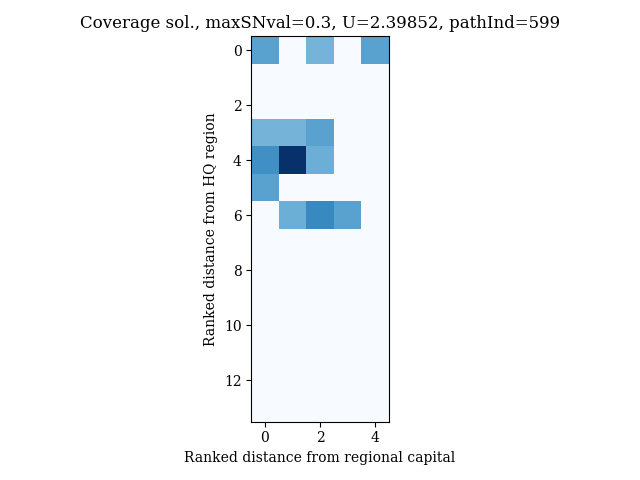 Coverage sol., maxSNval=0.3, U=2.39852, pathInd=599
0
2
4
6
8
10
12
Ranked distance from HQ region
0 2 4
Ranked distance from regional capital